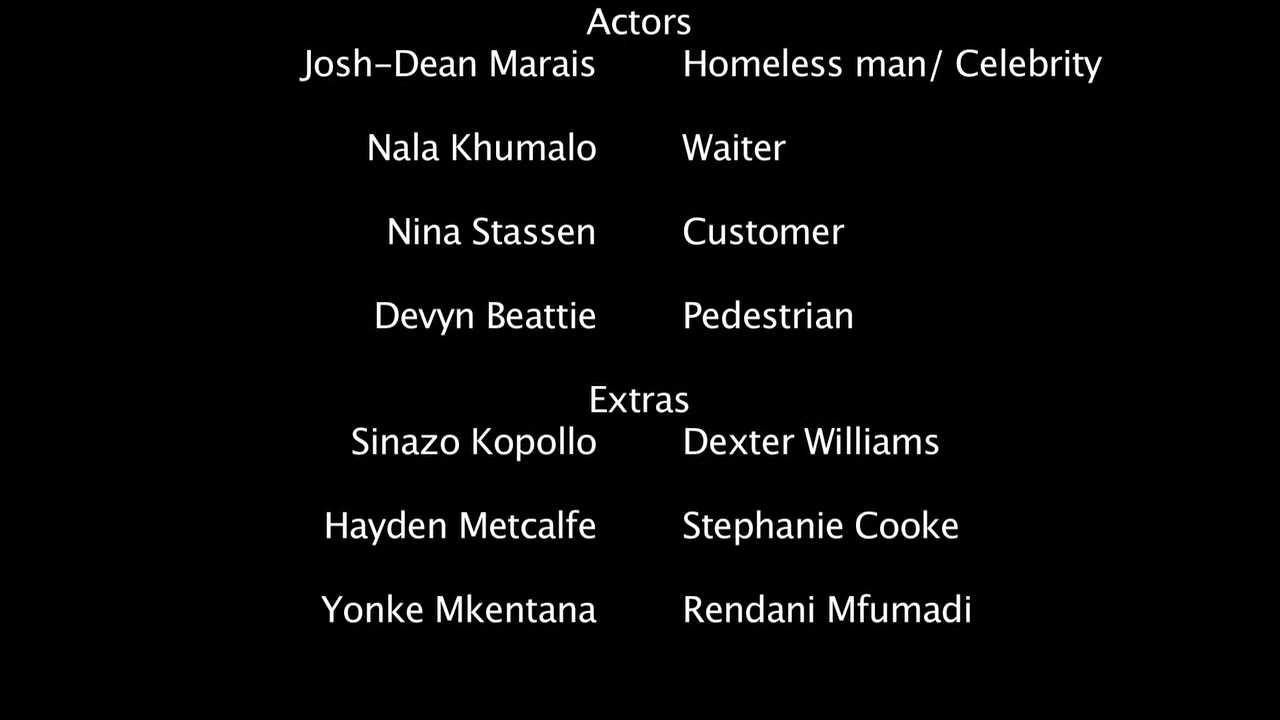 Actors
Josh-Dean Marais Homeless man/ Celebrity
Nala Khumalo Waiter
Nina Stassen Customer
Devyn Beattie Pedestrian
Extras
Sinazo Kopollo Dexter Williams
Hayden Metcalfe Stephanie Cooke
Yonke Mkentana Rendani Mfumadi